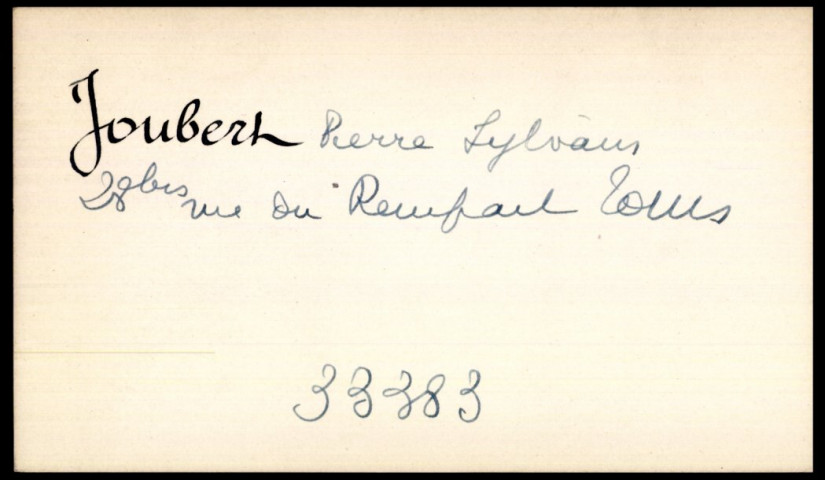 Joubert Pierre Sylvain
28bis rue du Rempart Tours
33383